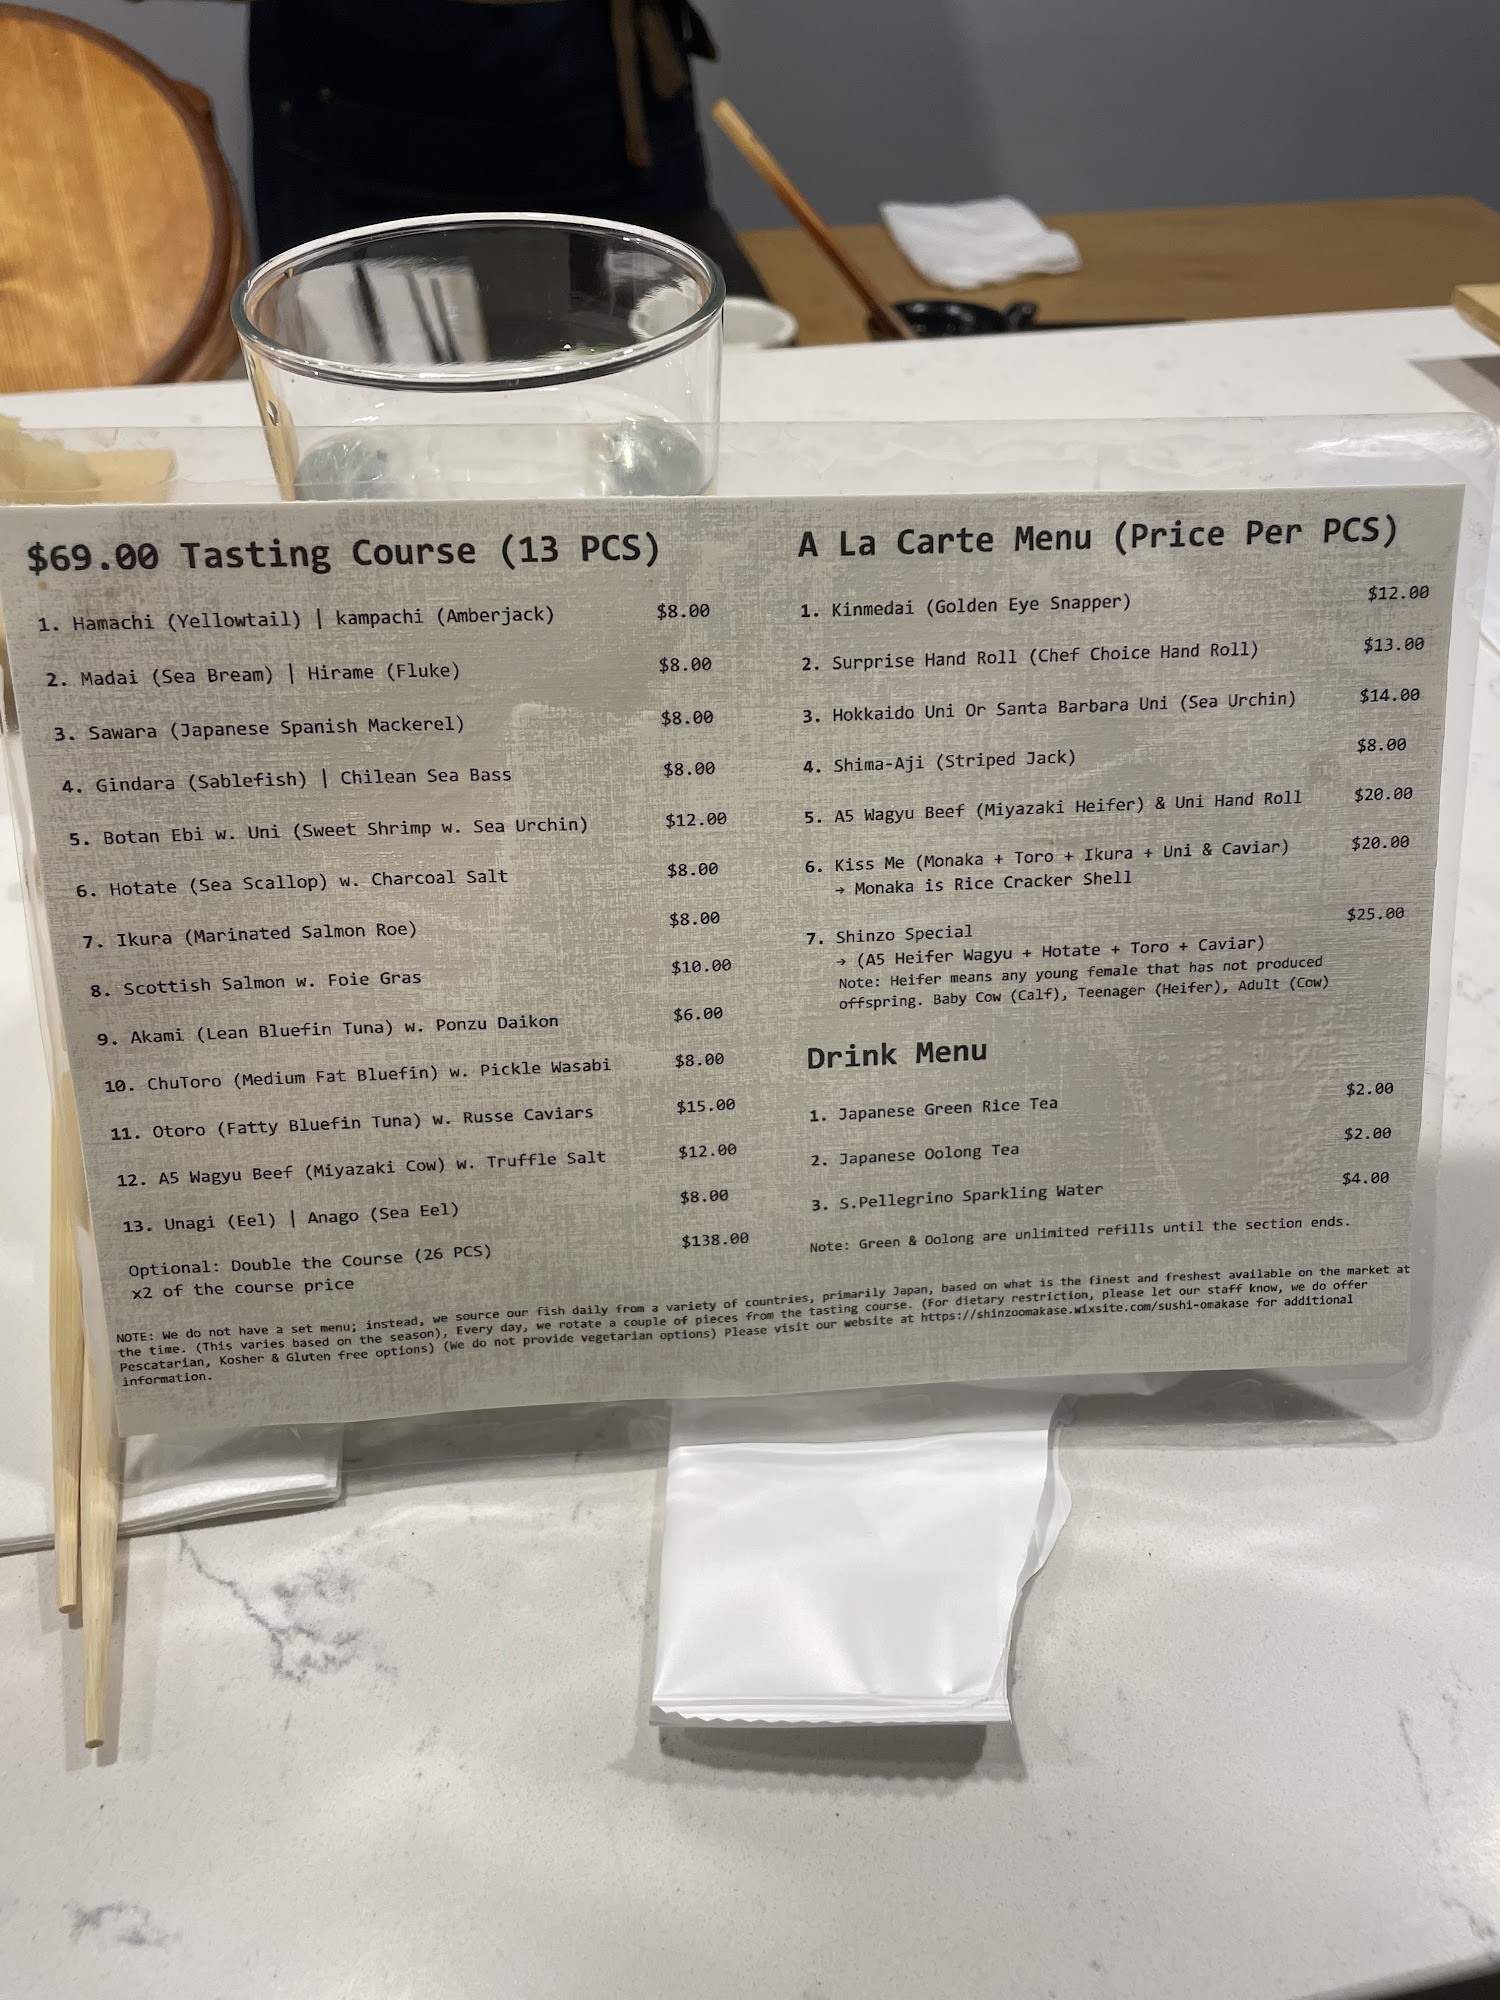 $69.00 Tasting Course (13 PCS)
1. Hamachi (Yellowtail) | kampachi (Amberjack) $8.00
2. Madai (Sea Bream) | Hirame (Fluke) $8.00
3. Sawara (Japanese Spanish Mackerel) $8.00
4. Gindara (Sablefish) | Chilean Sea Bass $8.00
5. Botan Ebi w. Uni (Sweet Shrimp w. Sea Urchin) $12.00
6. Hotate (Sea Scallop) w. Charcoal Salt $8.00
7. Ikura (Marinated Salmon Roe) $8.00
8. Scottish Salmon w. Foie Gras $10.00
9. Akami (Lean Bluefin Tuna) w. Ponzu Daikon $6.00
10. ChuToro (Medium Fat Bluefin) w. Pickle Wasabi $8.00
11. Otoro (Fatty Bluefin Tuna) w. Russe Caviars $15.00
12. A5 Wagyu Beef (Miyazaki Cow) w. Truffle Salt $12.00
13. Unagi (Eel) | Anago (Sea Eel) $8.00
Optional: Double the Course (26 PCS) $138.00
x2 of the course price
A La Carte Menu (Price Per PCS)
1. Kinmedai (Golden Eye Snapper) $12.00
2. Surprise Hand Roll (Chef Choice Hand Roll) $13.00
3. Hokkaido Uni Or Santa Barbara Uni (Sea Urchin) $14.00
4. Shima-Aji (Striped Jack) $8.00
5. A5 Wagyu Beef (Miyazaki Heifer) & Uni Hand Roll $20.00
6. Kiss Me (Monaka + Toro + Ikura + Uni & Caviar) $20.00
→ Monaka is Rice Cracker Shell
7. Shinzo Special $25.00
→ (A5 Heifer Wagyu + Hotate + Toro + Caviar)
Note: Heifer means any young female that has not produced
offspring. Baby Cow (Calf), Teenager (Heifer), Adult (Cow)
Drink Menu
1. Japanese Green Rice Tea $2.00
2. Japanese Oolong Tea $2.00
3. S.Pellegrino Sparkling Water $4.00
Note: Green & Oolong are unlimited refills until the section ends.
NOTE: We do not have a set menu; instead, we source our fish daily from a variety of countries, primarily Japan, based on what is the finest and freshest available on the market at
the time. (This varies based on the season), Every day, we rotate a couple of pieces from the tasting course. (For dietary restriction, please let our staff know, we do offer
Pescatarian, Kosher & Gluten free options) (We do not provide vegetarian options) Please visit our website at https://shinzoomakase.wixsite.com/sushi-omakase for additional
information.